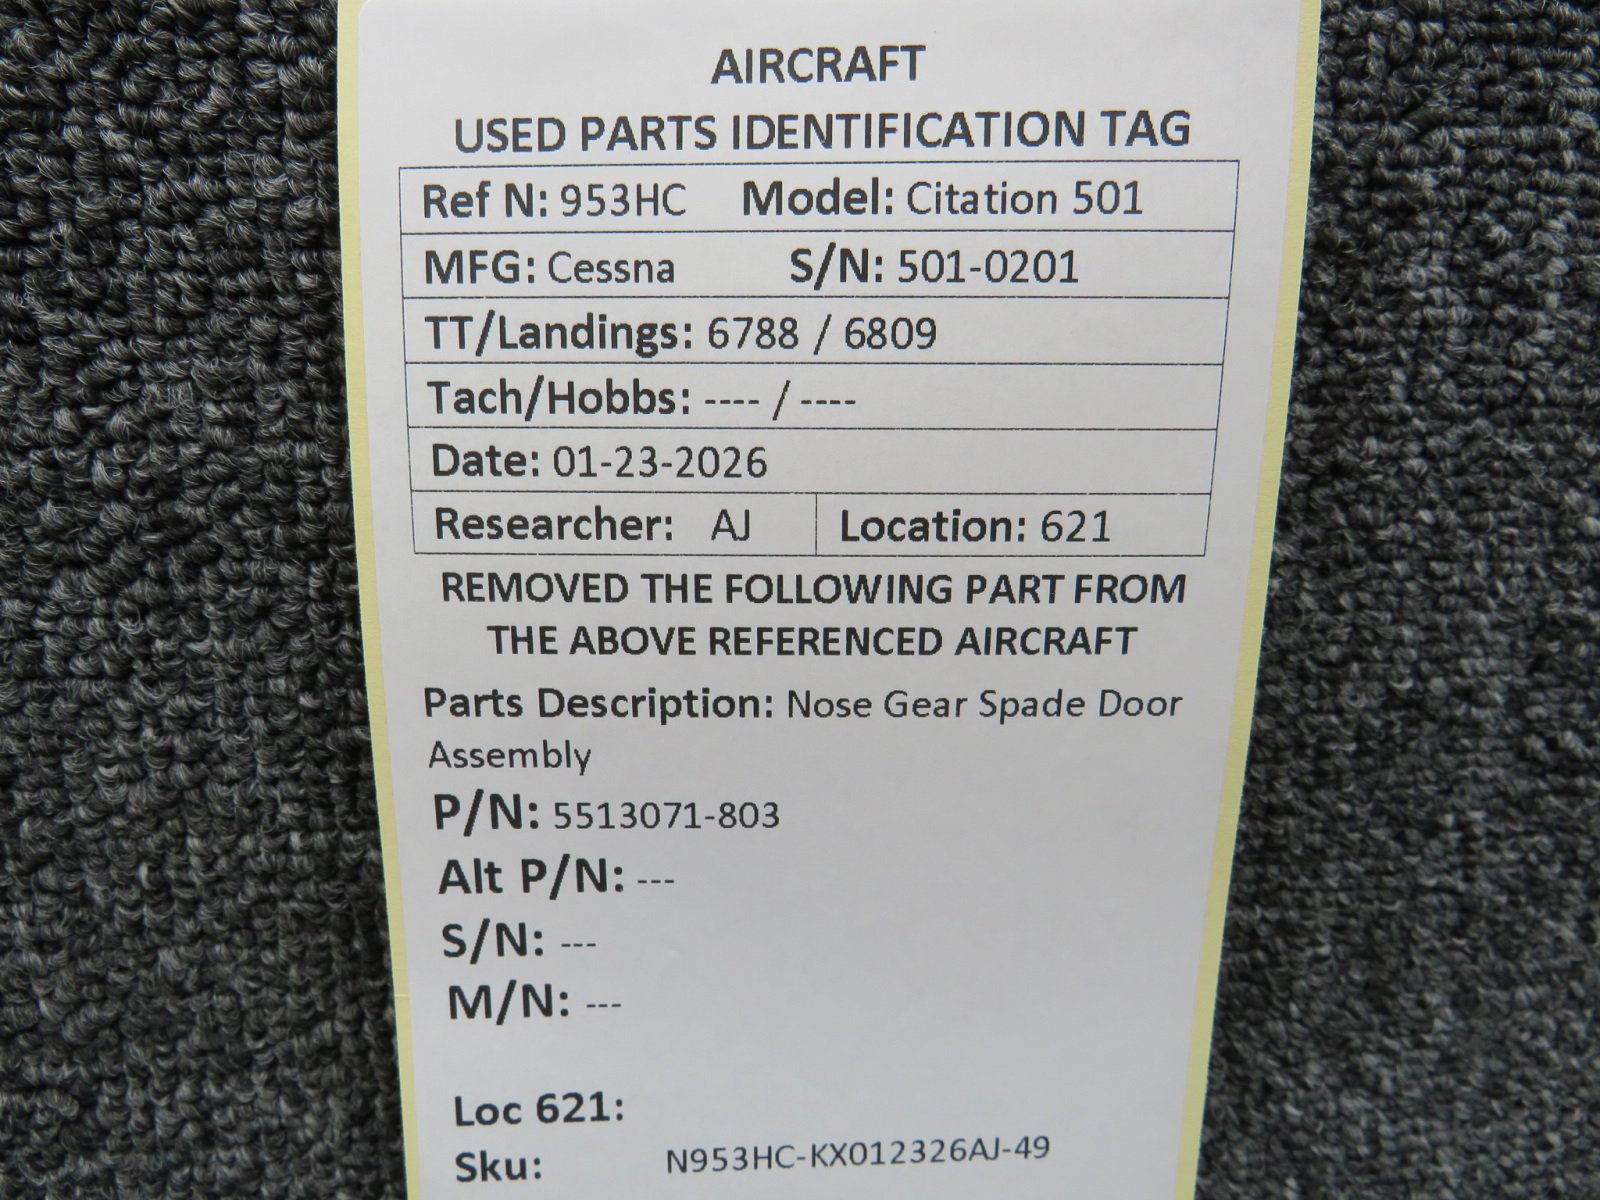 AIRCRAFT
USED PARTS IDENTIFICATION TAG
Ref N: 953HC Model: Citation 501
MFG: Cessna S/N: 501-0201
TT/Landings: 6788 / 6809
Tach/Hobbs: ---- / ----
Date: 01-23-2026
Researcher: AJ Location: 621
REMOVED THE FOLLOWING PART FROM
THE ABOVE REFERENCED AIRCRAFT
Parts Description: Nose Gear Spade Door
Assembly
P/N: 5513071-803
Alt P/N: ---
S/N: ---
M/N: ---
Loc 621:
Sku: N953HC-KX012326AJ-49